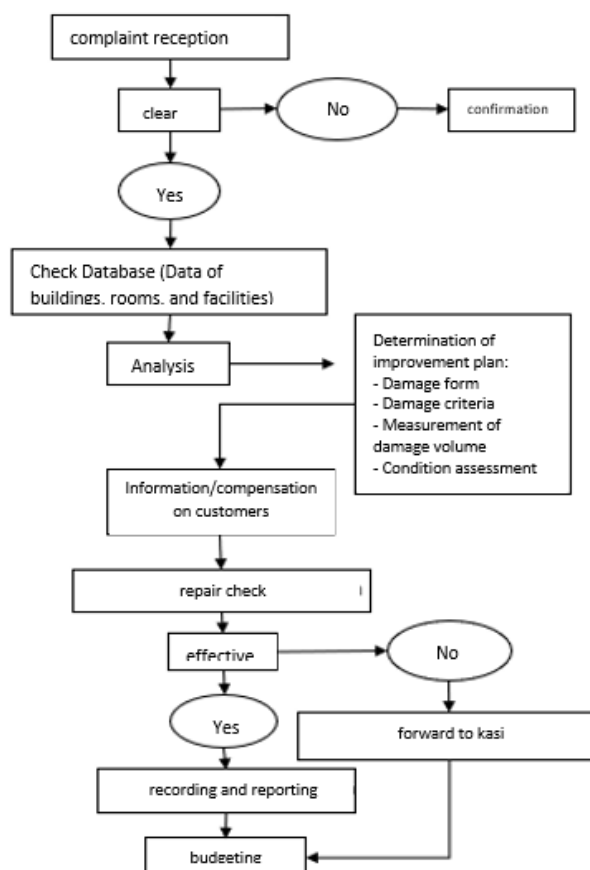 complaint reception
clear
No
confirmation
Yes
Check Database (Data of
buildings, rooms, and facilities)
Analysis
Determination of
improvement plan:
- Damage form
- Damage criteria
- Measurement of
damage volume
- Condition assessment
Information/compensation
on customers
repair check
effective
No
Yes
forward to kasi
recording and reporting
budgeting